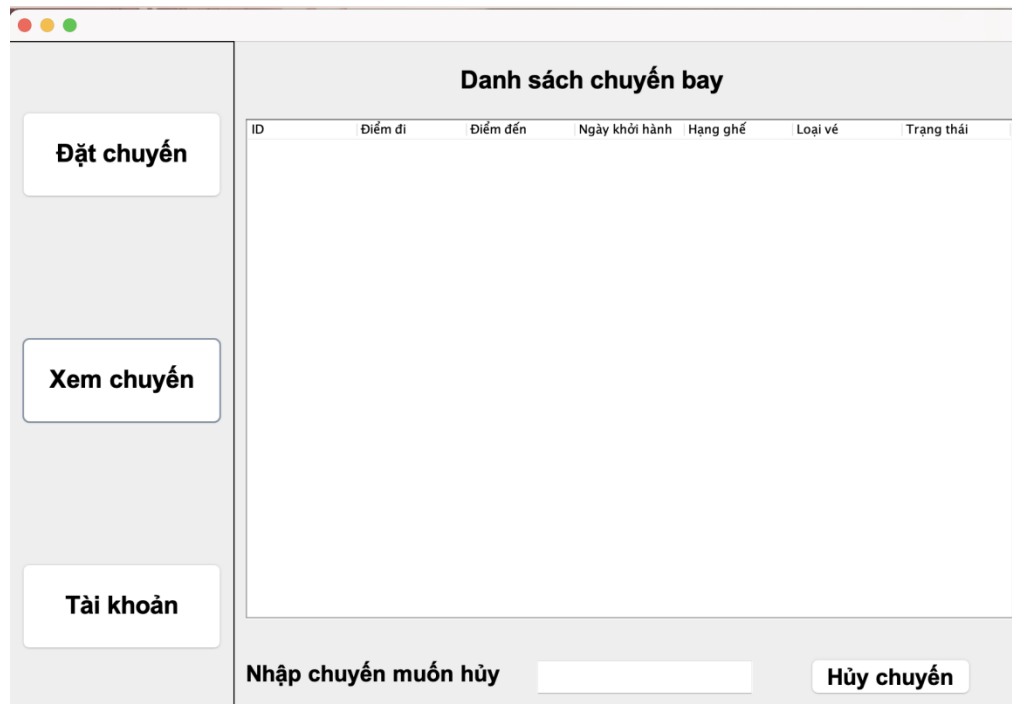 Danh sách chuyến bay
Đặt chuyến
Xem chuyến
Tài khoản
ID Điểm đi Điểm đến Ngày khởi hành Hạng ghế Loại vé Trạng thái
Nhập chuyến muốn hủy
Hủy chuyến